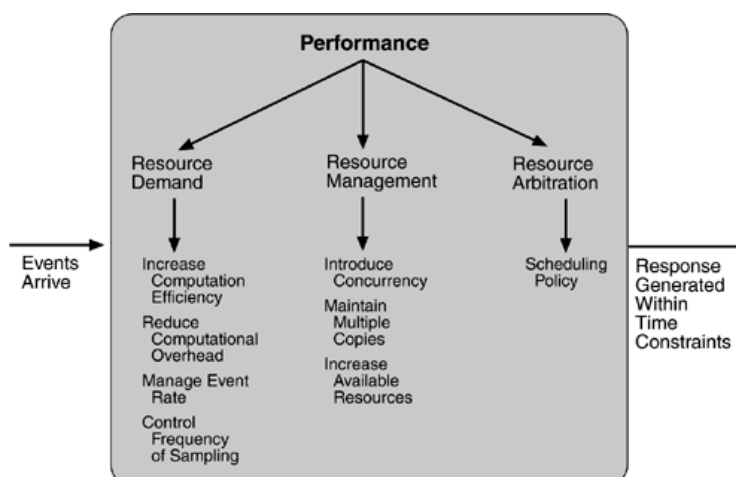 Performance
Resource
Demand
Resource
Management
Resource
Arbitration
Events
Arrive
Increase
Computation
Efficiency
Reduce
Computational
Overhead
Manage Event
Rate
Control
Frequency
of Sampling
Introduce
Concurrency
Maintain
Multiple
Copies
Increase
Available
Resources
Scheduling
Policy
Response
Generated
Within
Time
Constraints